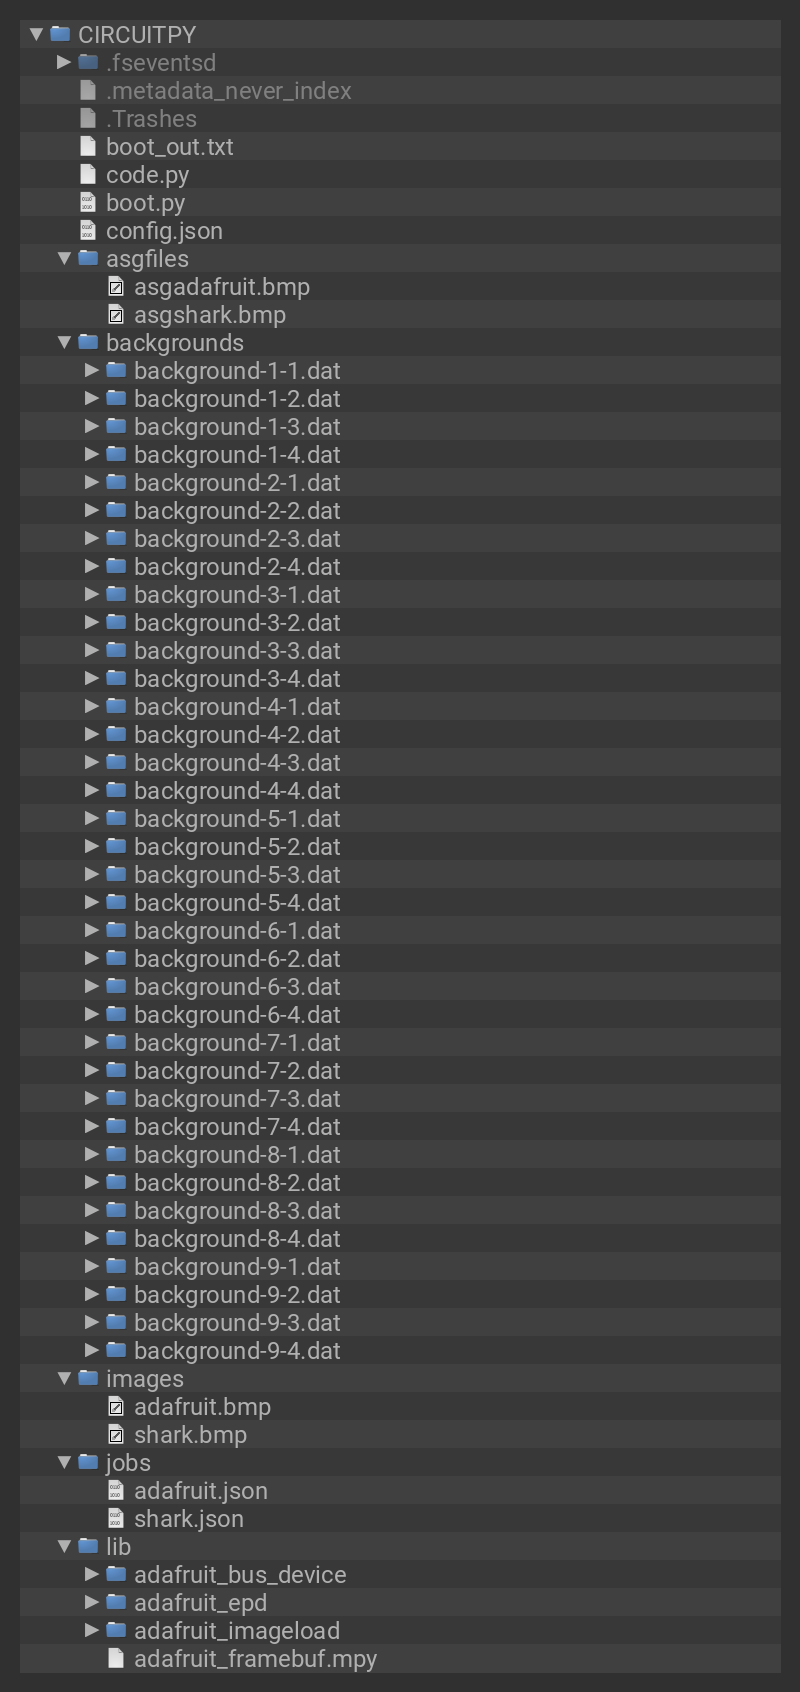 CIRCUITPY
.fseventsd
.metadata_never_index
.Trashes
boot_out.txt
code.py
boot.py
config.json
asgfiles
asgadafruit.bmp
asgshark.bmp
backgrounds
background-1-1.dat
background-1-2.dat
background-1-3.dat
background-1-4.dat
background-2-1.dat
background-2-2.dat
background-2-3.dat
background-2-4.dat
background-3-1.dat
background-3-2.dat
background-3-3.dat
background-3-4.dat
background-4-1.dat
background-4-2.dat
background-4-3.dat
background-4-4.dat
background-5-1.dat
background-5-2.dat
background-5-3.dat
background-5-4.dat
background-6-1.dat
background-6-2.dat
background-6-3.dat
background-6-4.dat
background-7-1.dat
background-7-2.dat
background-7-3.dat
background-7-4.dat
background-8-1.dat
background-8-2.dat
background-8-3.dat
background-8-4.dat
background-9-1.dat
background-9-2.dat
background-9-3.dat
background-9-4.dat
images
adafruit.bmp
shark.bmp
jobs
adafruit.json
shark.json
lib
adafruit_bus_device
adafruit_epd
adafruit_imageload
adafruit_framebuf.mpy